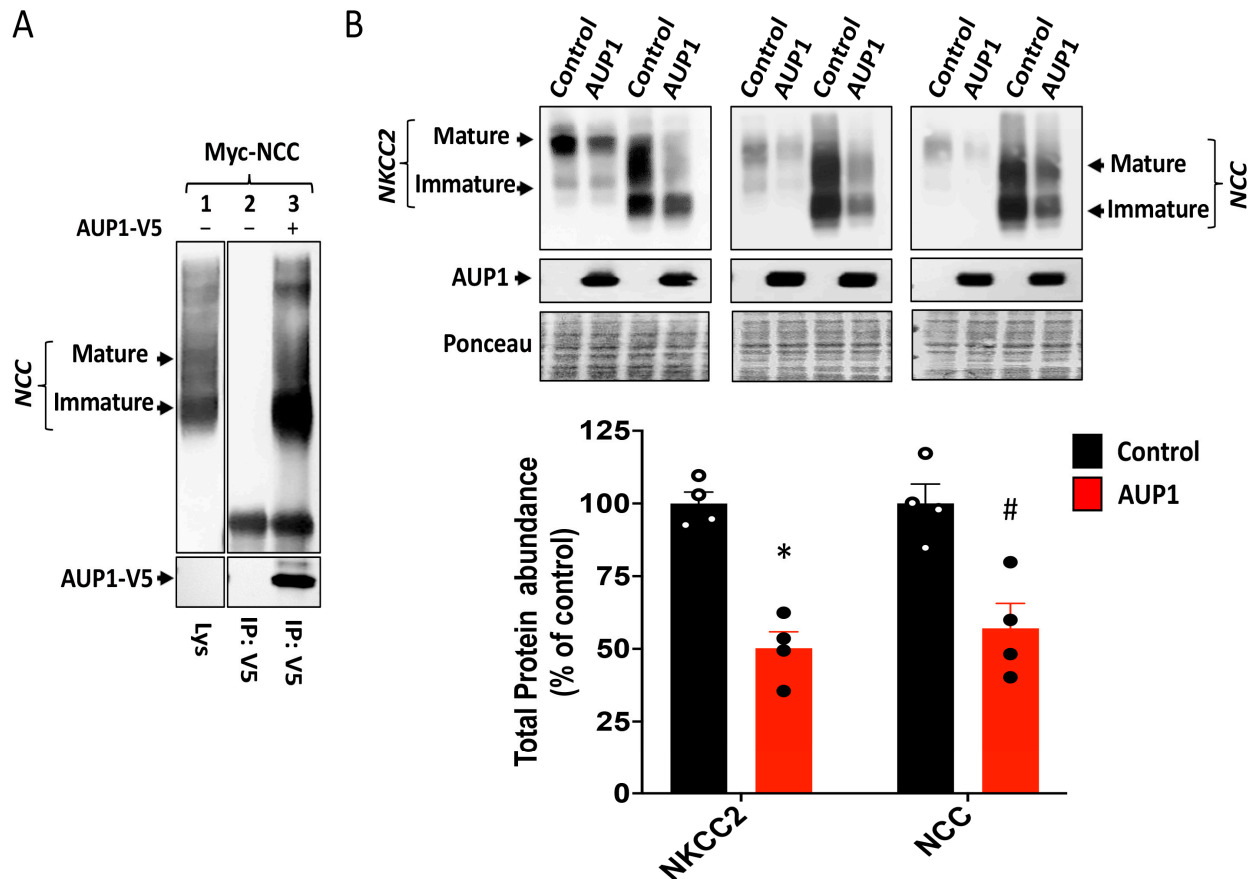 A
Myc-NCC
1 2 3
AUP1-V5 – – +
NCC
Mature
Immature
AUP1-V5
Lys
IP: V5
IP: V5
B
Control AUP1 Control AUP1 Control AUP1 Control AUP1 Control AUP1 Control AUP1
NKCC2
Mature
Immature
Mature
Immature
NCC
AUP1
Ponceau
Total Protein abundance
(% of control)
125
100
75
50
25
0
*
#
NKCC2
NCC
Control
AUP1